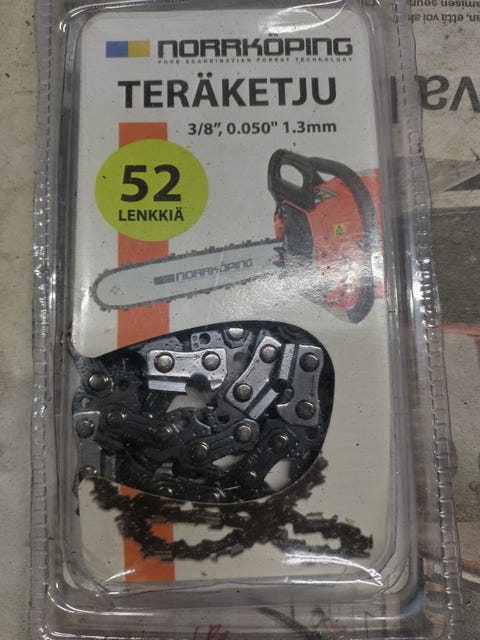 NORRKÖPING
PURE SCANDINAVIAN FOREST TECHNOLOGY
TERÄKETJU
3/8", 0.050" 1.3mm
52
LENKKIÄ
NORRKÖPING